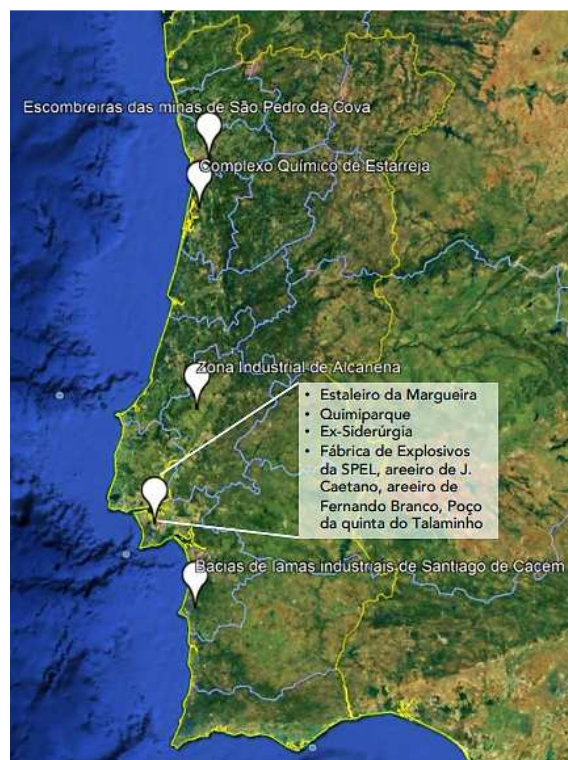 Escombreiras das minas de São Pedro da Cova
Complexo Químico de Estarreja
Zona Industrial de Alcanena
• Estaleiro da Margueira
• Quimiparque
• Ex-Siderúrgia
• Fábrica de Explosivos
da SPEL, areeiro de J.
Caetano, areeiro de
Fernando Branco, Poço
da quinta do Talaminho
Bacias de lamas industriais de Santiago de Cacem